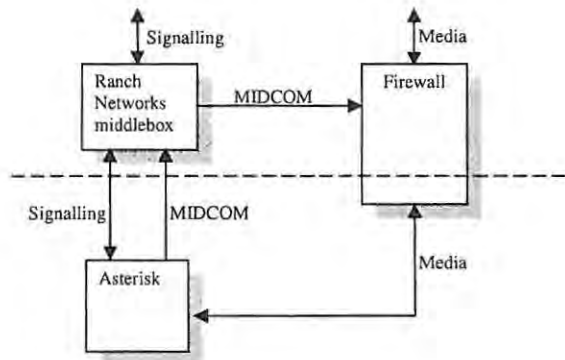 Signalling
Media
Ranch
Networks
middlebox
MIDCOM
Firewall
Signalling
MIDCOM
Media
Asterisk